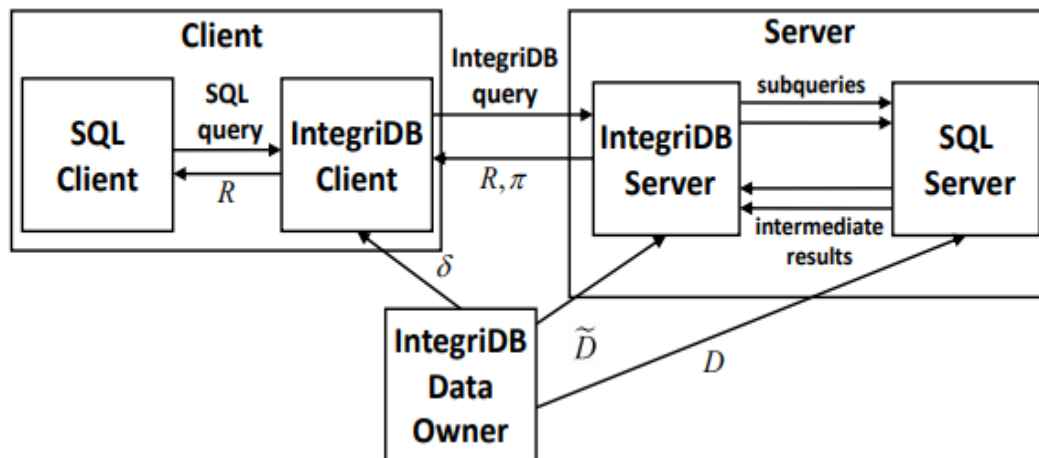 Client
Server
SQL
Client
SQL
query
IntegriDB
Client
R
IntegriDB
query
R, π
IntegriDB
Server
subqueries
intermediate
results
SQL
Server
δ
D̃
D
IntegriDB
Data
Owner